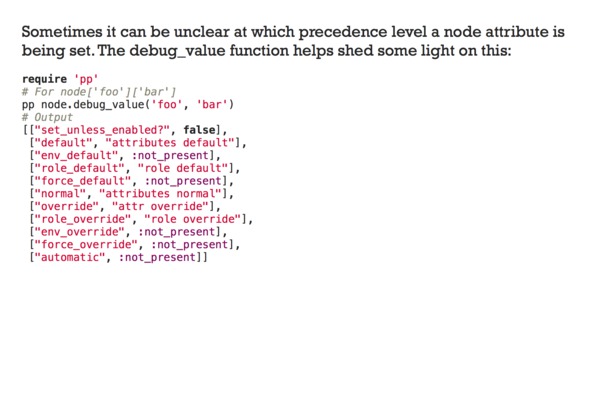 Sometimes it can be unclear at which precedence level a node attribute is
being set. The debug_value function helps shed some light on this:
require 'pp'
# For node['foo']['bar']
pp node.debug_value('foo', 'bar')
# Output
[["set_unless_enabled?", false],
["default", "attributes default"],
["env_default", :not_present],
["role_default", "role default"],
["force_default", :not_present],
["normal", "attributes normal"],
["override", "attr override"],
["role_override", "role override"],
["env_override", :not_present],
["force_override", :not_present],
["automatic", :not_present]]